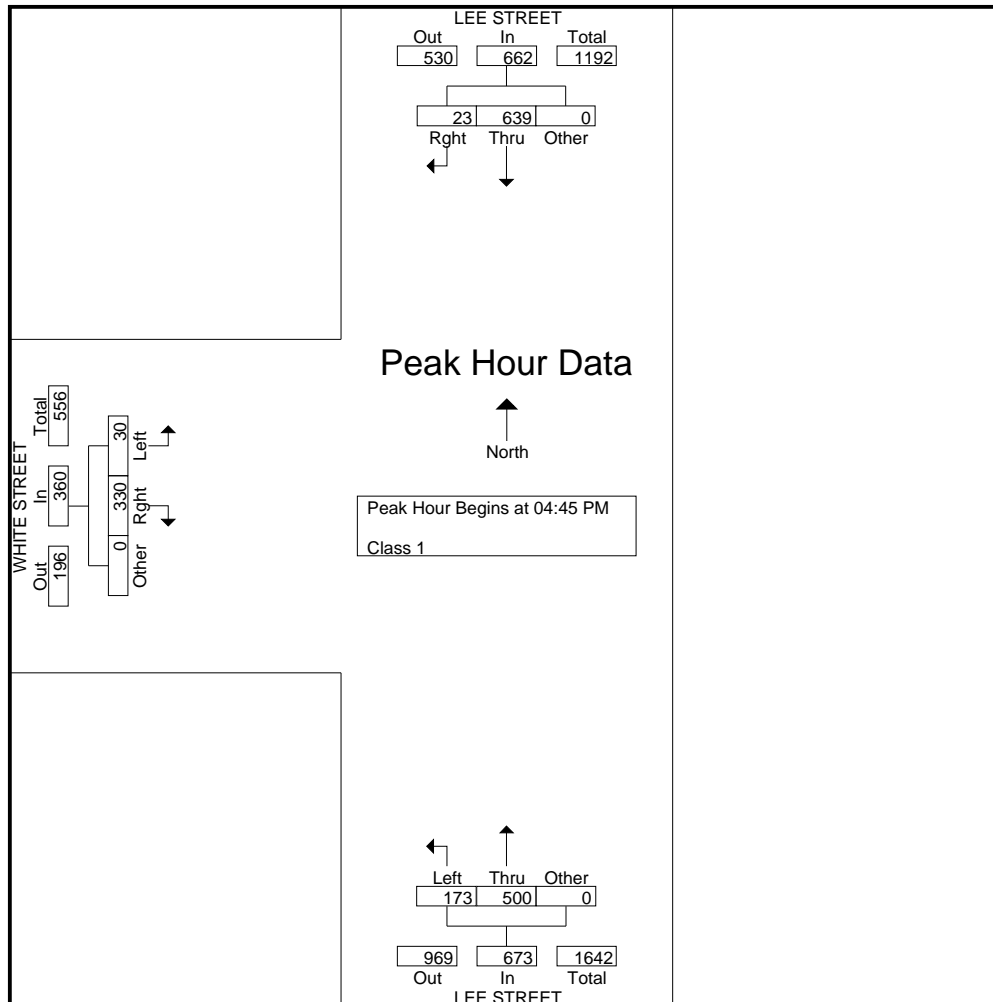 LEE STREET
Out In Total
530 662 1192
23 639 0
Rght Thru Other
Peak Hour Data
North
Peak Hour Begins at 04:45 PM
Class 1
WHITE STREET
Out In Total
196 360 556
0 330 30
Other Rght Left
Left Thru Other
173 500 0
969 673 1642
Out In Total
LEE STREET